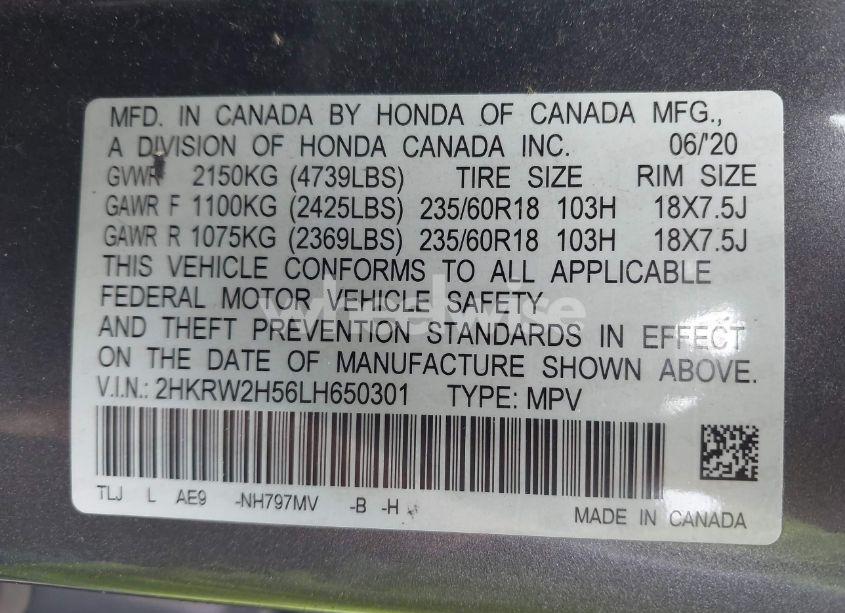 MFD. IN CANADA BY HONDA OF CANADA MFG.,
A DIVISION OF HONDA CANADA INC. 06/'20
GVWR 2150KG (4739LBS) TIRE SIZE RIM SIZE
GAWR F 1100KG (2425LBS) 235/60R18 103H 18X7.5J
GAWR R 1075KG (2369LBS) 235/60R18 103H 18X7.5J
THIS VEHICLE CONFORMS TO ALL APPLICABLE
FEDERAL MOTOR VEHICLE SAFETY
wheelwise
AND THEFT PREVENTION STANDARDS IN EFFECT
ON THE DATE OF MANUFACTURE SHOWN ABOVE.
V.I.N.: 2HKRW2H56LH650301 TYPE: MPV
TLJ L AE9 -NH797MV -B -H
MADE IN CANADA